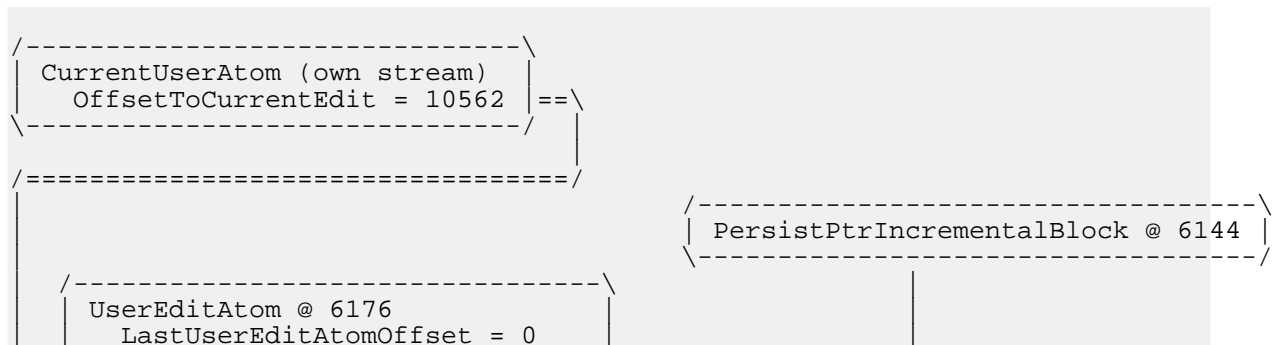 /-------------------------------\
| CurrentUserAtom (own stream)  |
|   OffsetToCurrentEdit = 10562 |==\
\-------------------------------/  |
                                   |
/==================================/
|                                         /-----------------------------------\
|                                         | PersistPtrIncrementalBlock @ 6144 |
|                                         \-----------------------------------/
|  /---------------------------------\                  |
|  | UserEditAtom @ 6176             |                  |
|  |   LastUserEditAtomOffset = 0    |                  |